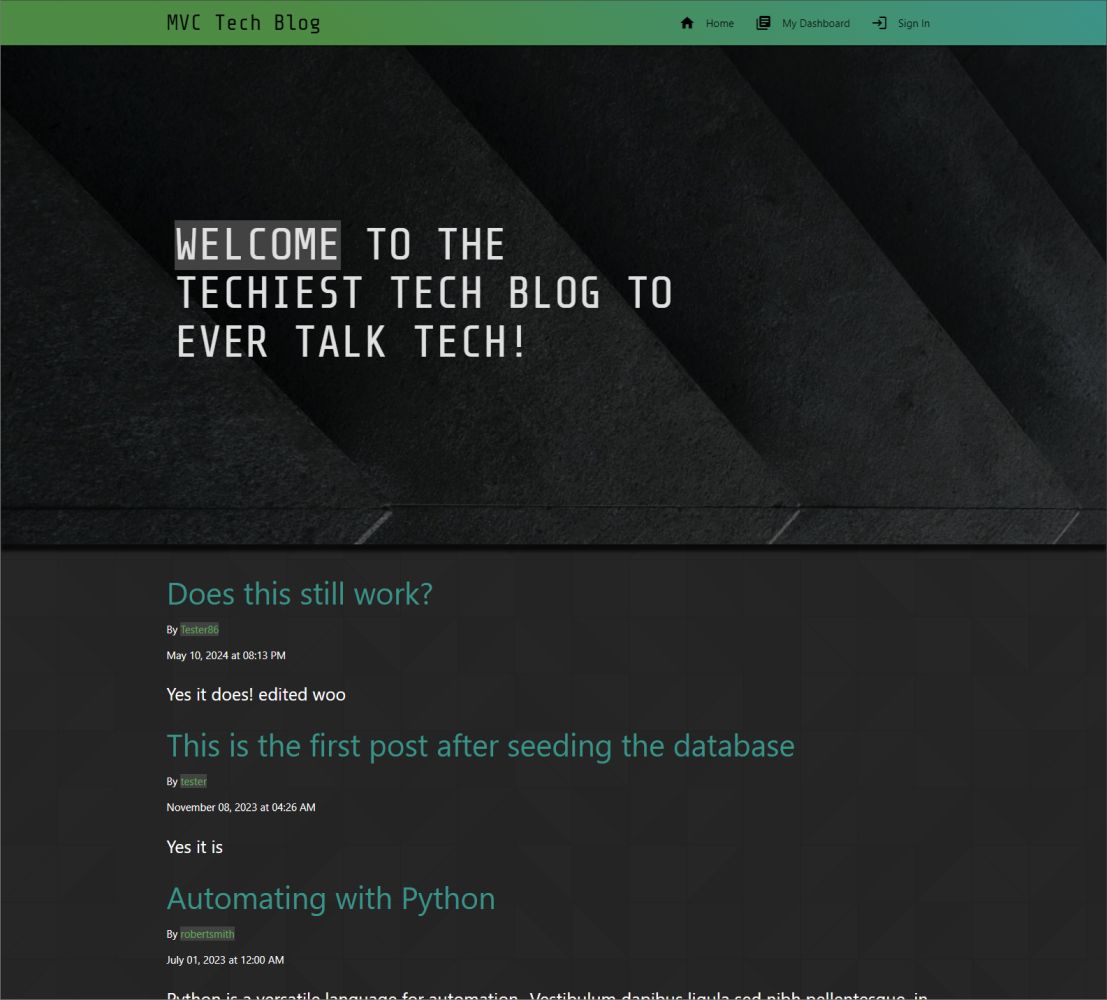 MVC Tech Blog
Home
My Dashboard
Sign In
WELCOME TO THE
TECHIEST TECH BLOG TO
EVER TALK TECH!
Does this still work?
By Tester86
May 10, 2024 at 08:13 PM
Yes it does! edited woo
This is the first post after seeding the database
By tester
November 08, 2023 at 04:26 AM
Yes it is
Automating with Python
By robertsmith
July 01, 2023 at 12:00 AM
Python is a versatile language for automation. Vestibulum dapibus ligula sed nibh pellentesque, in